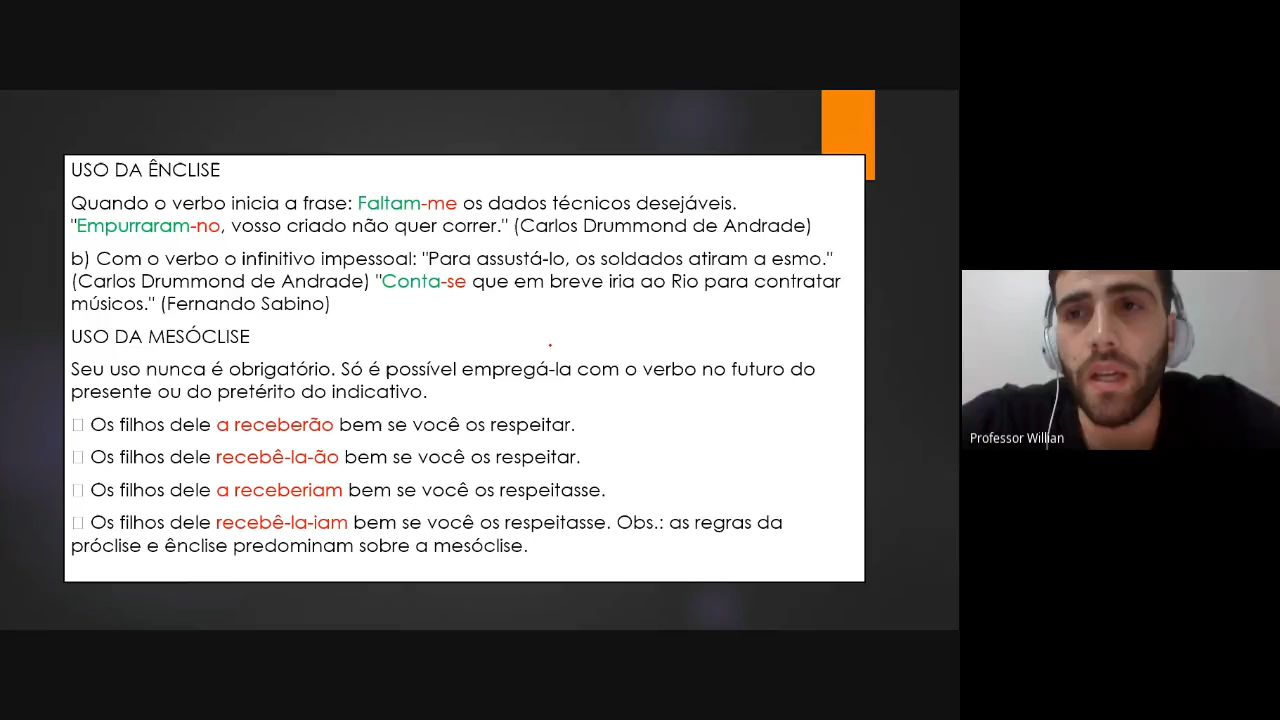 USO DA ÊNCLISE
Quando o verbo inicia a frase: Faltam-me os dados técnicos desejáveis.
"Empurraram-no, vosso criado não quer correr." (Carlos Drummond de Andrade)
b) Com o verbo o infinitivo impessoal: "Para assustá-lo, os soldados atiram a esmo."
(Carlos Drummond de Andrade) "Conta-se que em breve iria ao Rio para contratar
músicos." (Fernando Sabino)
USO DA MESÓCLISE
Seu uso nunca é obrigatório. Só é possível empregá-la com o verbo no futuro do
presente ou do pretérito do indicativo.
Os filhos dele a receberão bem se você os respeitar.
Os filhos dele recebê-la-ão bem se você os respeitar.
Os filhos dele a receberiam bem se você os respeitasse.
Os filhos dele recebê-la-iam bem se você os respeitasse. Obs.: as regras da
próclise e ênclise predominam sobre a mesóclise.
Professor Willian